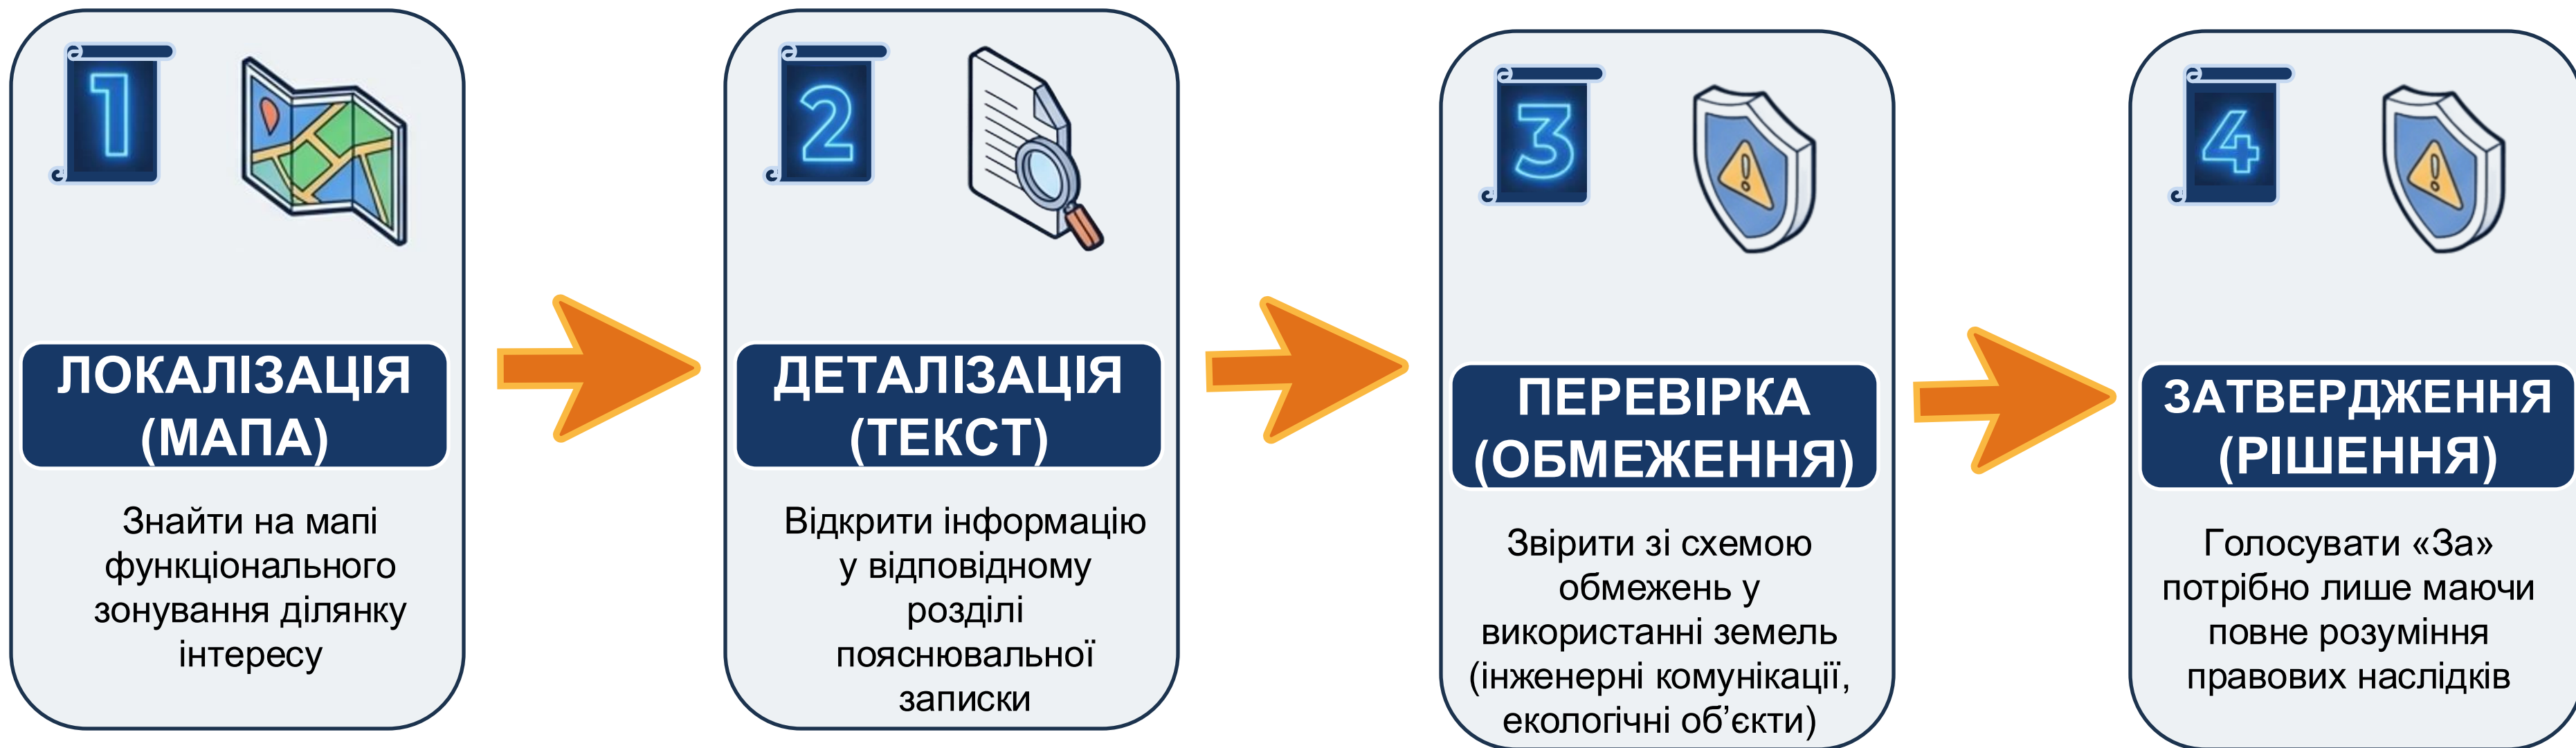 1
ЛОКАЛІЗАЦІЯ
(МАПА)
Знайти на мапі
функціонального
зонування ділянку
інтересу
2
ДЕТАЛІЗАЦІЯ
(ТЕКСТ)
Відкрити інформацію
у відповідному
розділі
пояснювальної
записки
3
ПЕРЕВІРКА
(ОБМЕЖЕННЯ)
Звірити зі схемою
обмежень у
використанні земель
(інженерні комунікації,
екологічні об’єкти)
4
ЗАТВЕРДЖЕННЯ
(РІШЕННЯ)
Голосувати «За»
потрібно лише маючи
повне розуміння
правових наслідків